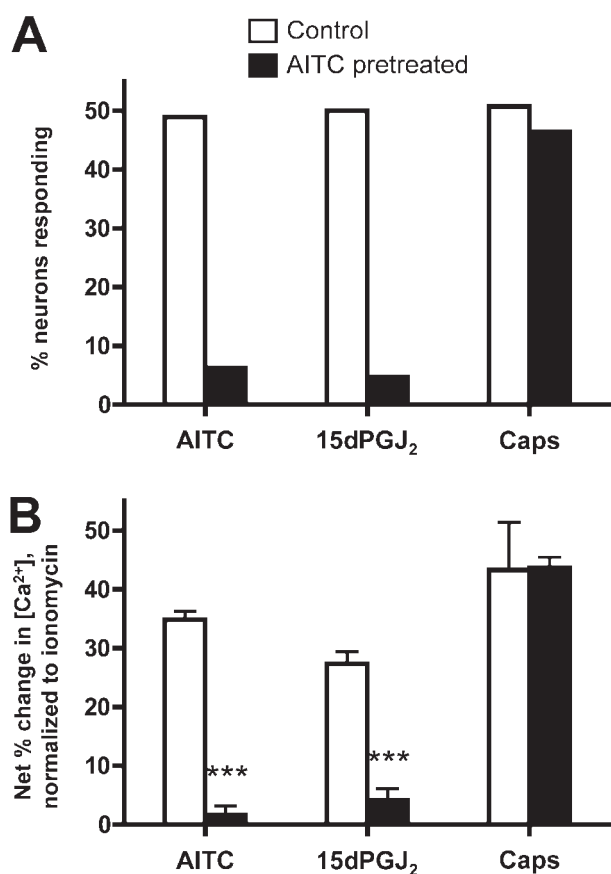 A
Control
AITC pretreated
% neurons responding
50
40
30
20
10
0
AITC 15dPGJ₂ Caps
B
Net % change in [Ca²⁺]ᵢ
normalized to ionomycin
50
40
30
20
10
0
***
***
AITC 15dPGJ₂ Caps